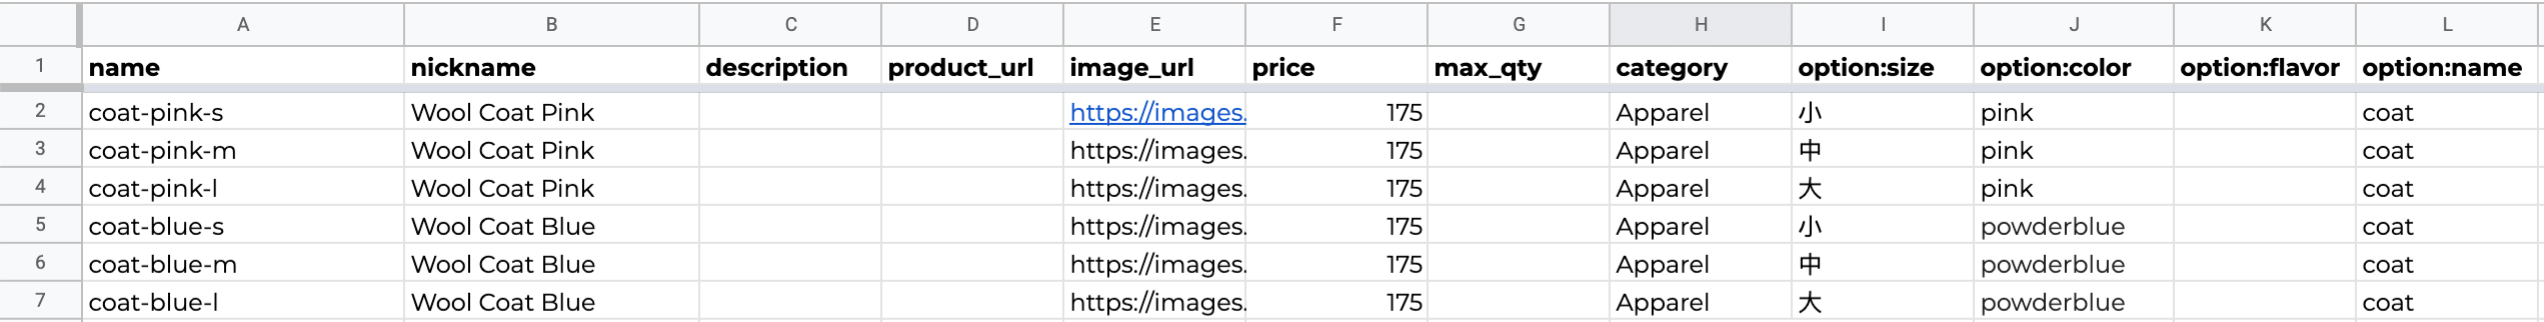 A B C D E F G H I J K L
1 name nickname description product_url image_url price max_qty category option:size option:color option:flavor option:name
2 coat-pink-s Wool Coat Pink https://images. 175 Apparel 小 pink coat
3 coat-pink-m Wool Coat Pink https://images. 175 Apparel 中 pink coat
4 coat-pink-l Wool Coat Pink https://images. 175 Apparel 大 pink coat
5 coat-blue-s Wool Coat Blue https://images. 175 Apparel 小 powderblue coat
6 coat-blue-m Wool Coat Blue https://images. 175 Apparel 中 powderblue coat
7 coat-blue-l Wool Coat Blue https://images. 175 Apparel 大 powderblue coat